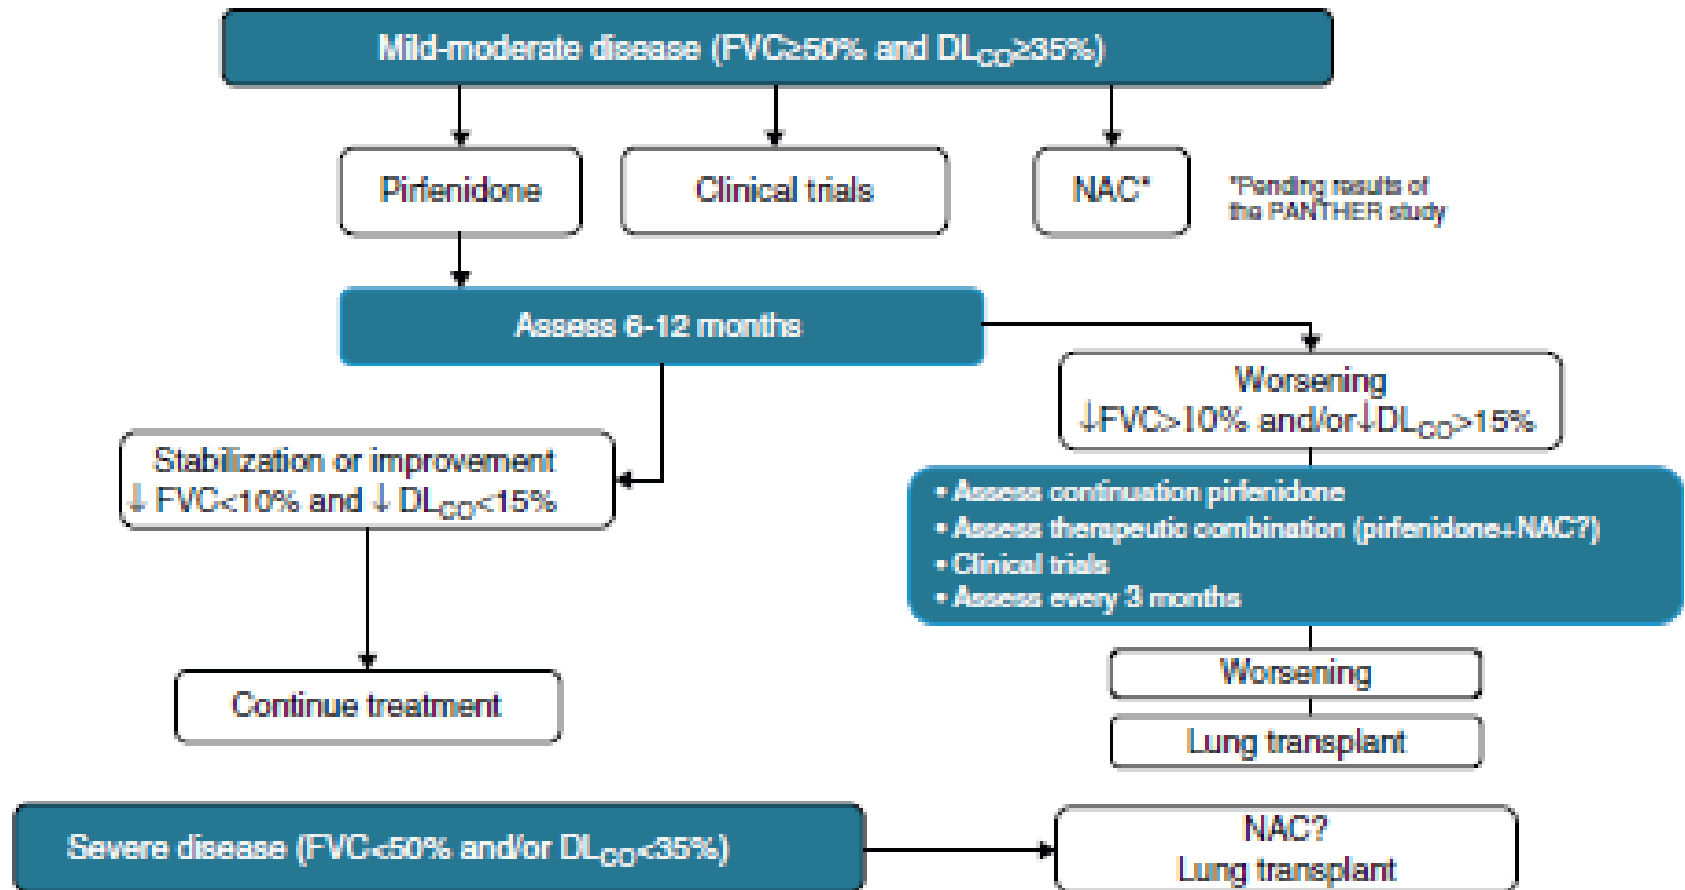 Mild-moderate disease (FVC≥50% and DLCO≥35%)
Pirfenidone
Clinical trials
NAC*
*Pending results of
the PANTHER study
Assess 6-12 months
Worsening
↓FVC>10% and/or↓DLCO>15%
Stabilization or improvement
↓ FVC<10% and ↓ DLCO<15%
• Assess continuation pirfenidone
• Assess therapeutic combination (pirfenidone+NAC?)
• Clinical trials
• Assess every 3 months
Continue treatment
Worsening
Lung transplant
Severe disease (FVC<50% and/or DLCO<35%)
NAC?
Lung transplant